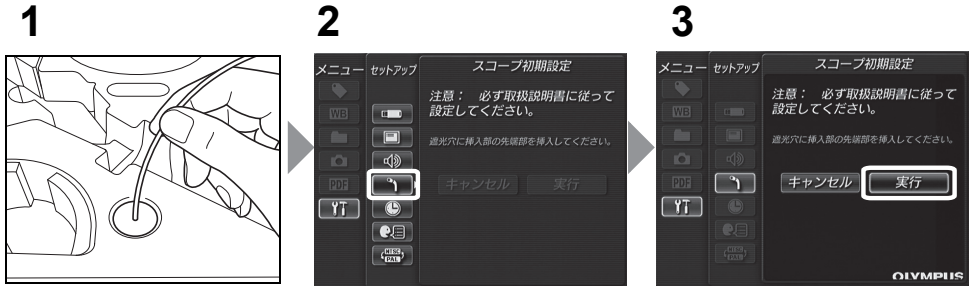 1
2
3
メニュー
セットアップ
スコープ初期設定
注意： 必ず取扱説明書に従って
設定してください。
遮光穴に挿入部の先端部を挿入してください。
WB
PDF
キャンセル
実行
NTSC
PAL
メニュー
セットアップ
スコープ初期設定
注意： 必ず取扱説明書に従って
設定してください。
遮光穴に挿入部の先端部を挿入してください。
WB
PDF
キャンセル
実行
NTSC
PAL
OLYMPUS